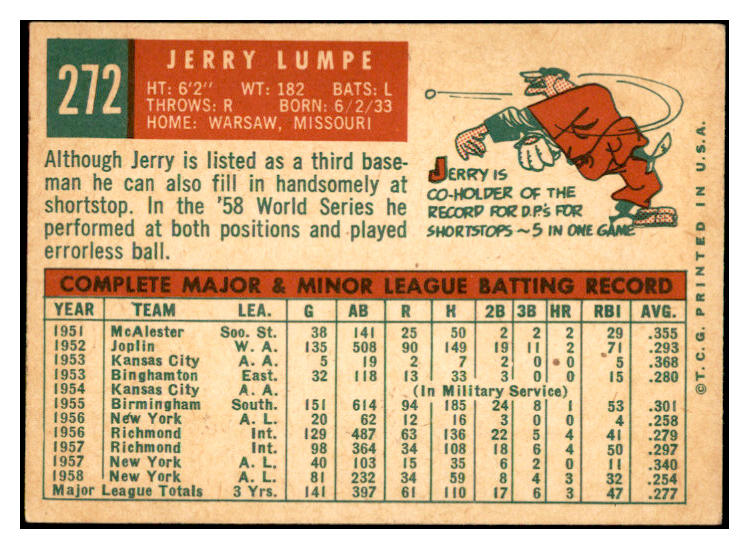 272
JERRY LUMPE
HT: 6'2" WT: 182 BATS: L
THROWS: R BORN: 6/2/33
HOME: WARSAW, MISSOURI
Although Jerry is listed as a third base-
man he can also fill in handsomely at
shortstop. In the '58 World Series he
performed at both positions and played
errorless ball.
JERRY IS
CO-HOLDER OF THE
RECORD FOR D.P.'S FOR
SHORTSTOPS ~ 5 IN ONE GAME
COMPLETE MAJOR & MINOR LEAGUE BATTING RECORD
YEAR TEAM LEA. G AB R H 2B 3B HR RBI AVG.
1951 McAlester Soo. St. 38 141 25 50 2 2 2 29 .355
1952 Joplin W. A. 135 508 90 149 19 11 2 71 .293
1953 Kansas City A. A. 5 19 2 7 2 0 0 5 .368
1953 Binghamton East. 32 118 13 33 3 0 0 15 .280
1954 Kansas City A. A. (In Military Service)
1955 Birmingham South. 151 614 94 185 24 8 1 53 .301
1956 New York A. L. 20 62 12 16 3 0 0 4 .258
1956 Richmond Int. 129 487 63 136 22 5 4 41 .279
1957 Richmond Int. 98 364 34 108 18 6 4 50 .297
1957 New York A. L. 40 103 15 35 6 2 0 11 .340
1958 New York A. L. 81 232 34 59 8 4 3 32 .254
Major League Totals 3 Yrs. 141 397 61 110 17 6 3 47 .277
©T.C.G. PRINTED IN U.S.A.